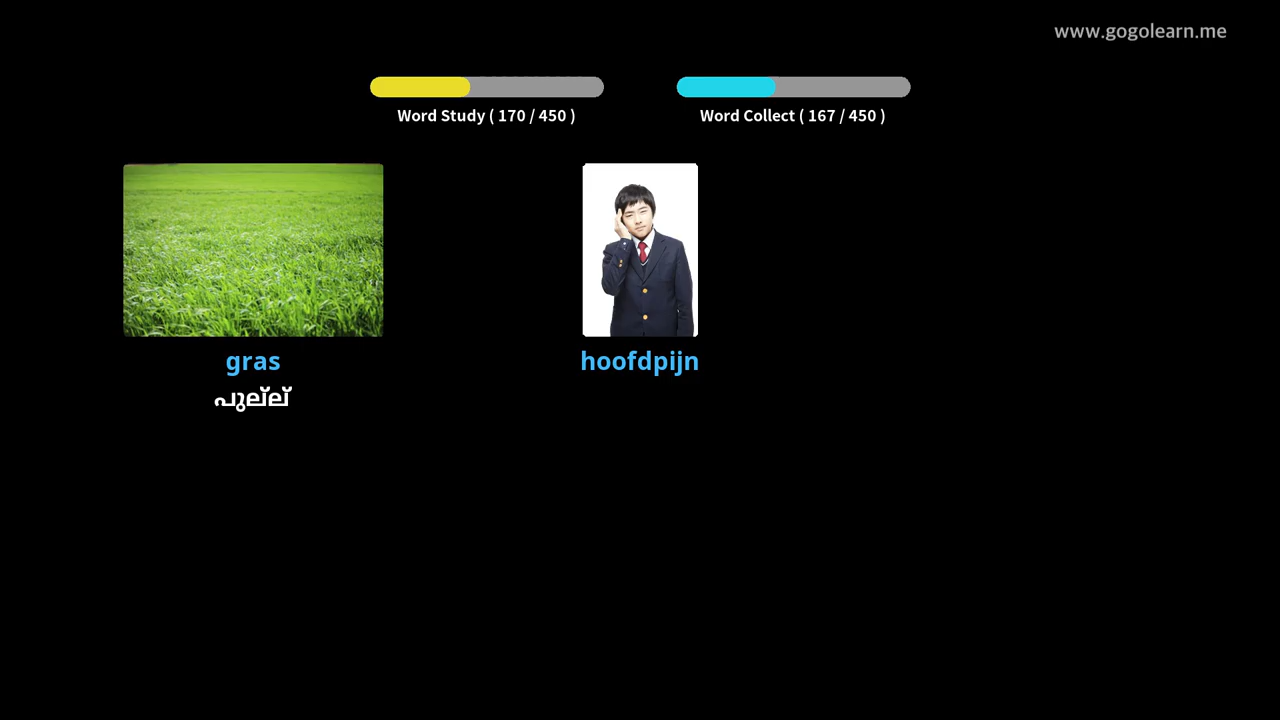 www.gogolearn.me
Word Study ( 170 / 450 )
Word Collect ( 167 / 450 )
gras
hoofdpijn
പുല്ല്